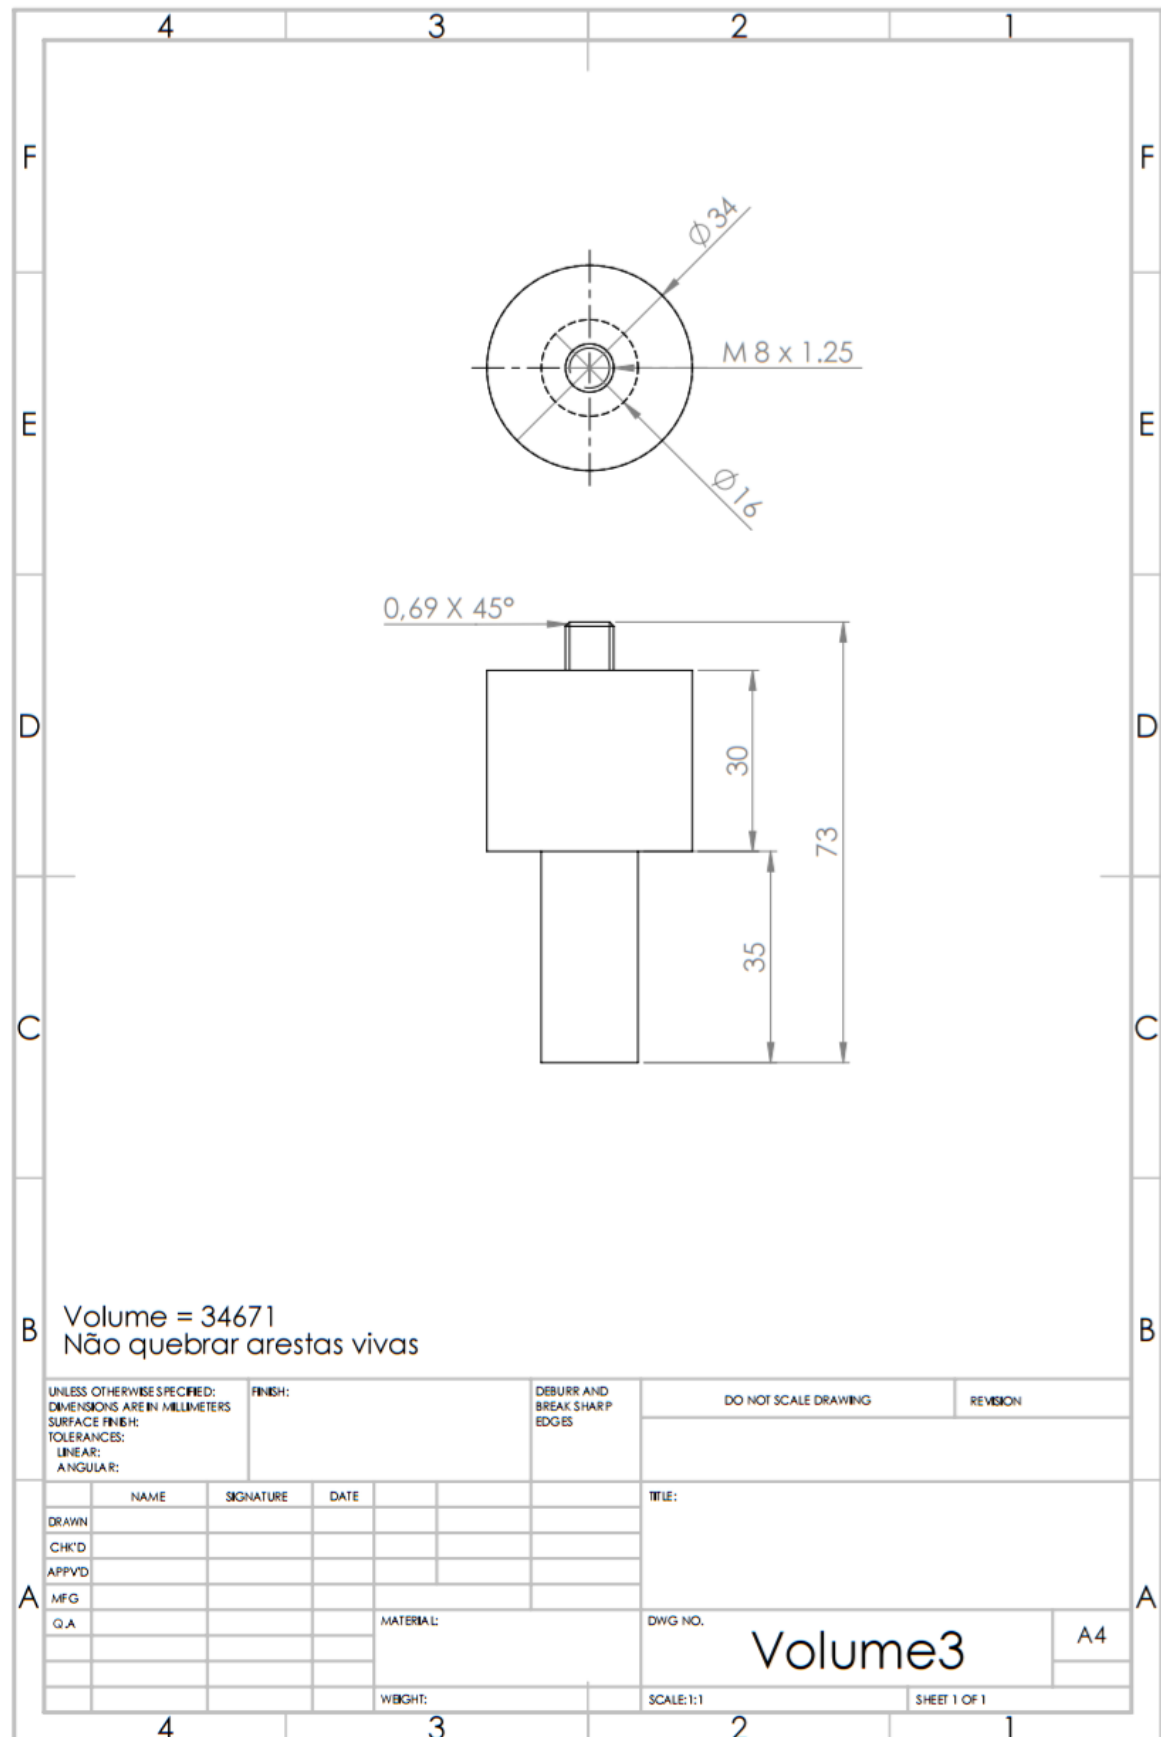 4 3 2 1
F F
Ø34
M 8 x 1.25
E E
Ø16
0,69 X 45°
D D
30
73
35
C C
Volume = 34671
B B
Não quebrar arestas vivas
UNLESS OTHERWISE SPECIFIED:
DIMENSIONS ARE IN MILLIMETERS
SURFACE FINISH:
TOLERANCES:
LINEAR:
ANGULAR:
FINISH:
DEBURR AND
BREAK SHARP
EDGES
DO NOT SCALE DRAWING
REVISION
NAME SIGNATURE DATE
TITLE:
DRAWN
CHK'D
APPV'D
MFG
A A
Q.A
MATERIAL:
DWG NO.
Volume3
A4
WEIGHT:
SCALE:1:1
SHEET 1 OF 1
4 3 2 1